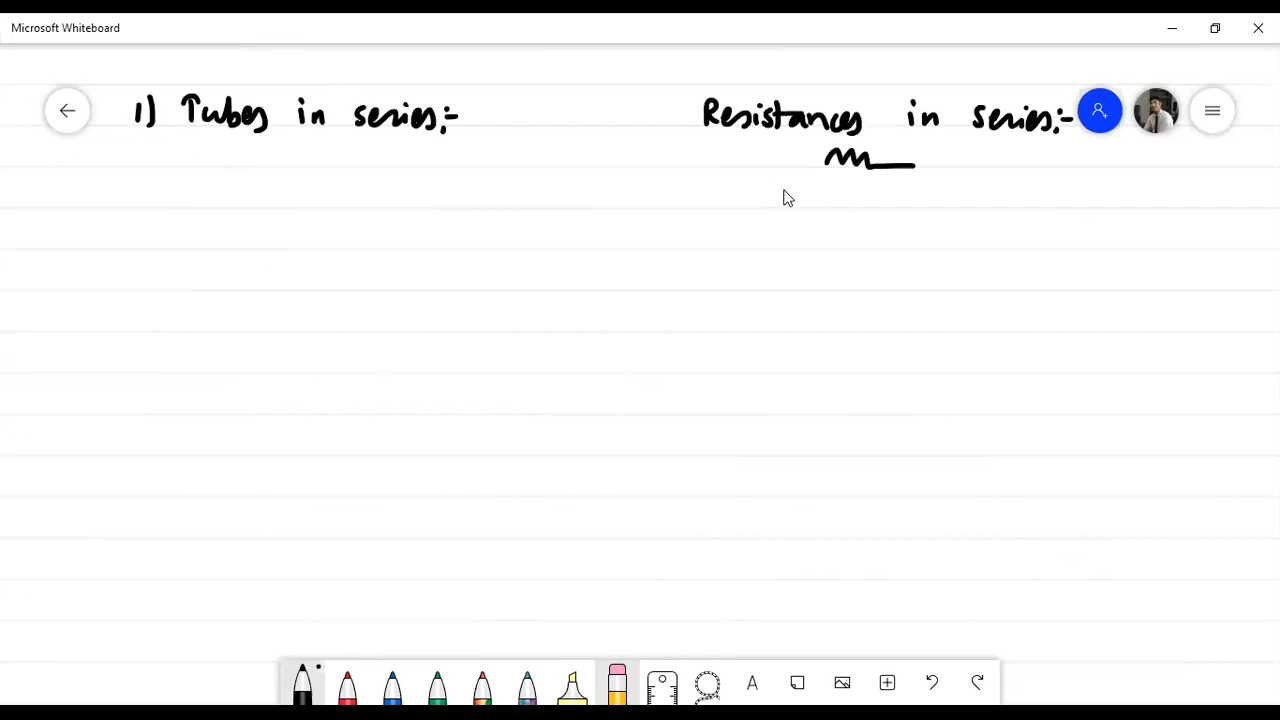 Microsoft Whiteboard
1) Tubes in series:-
Resistances in series:-
A